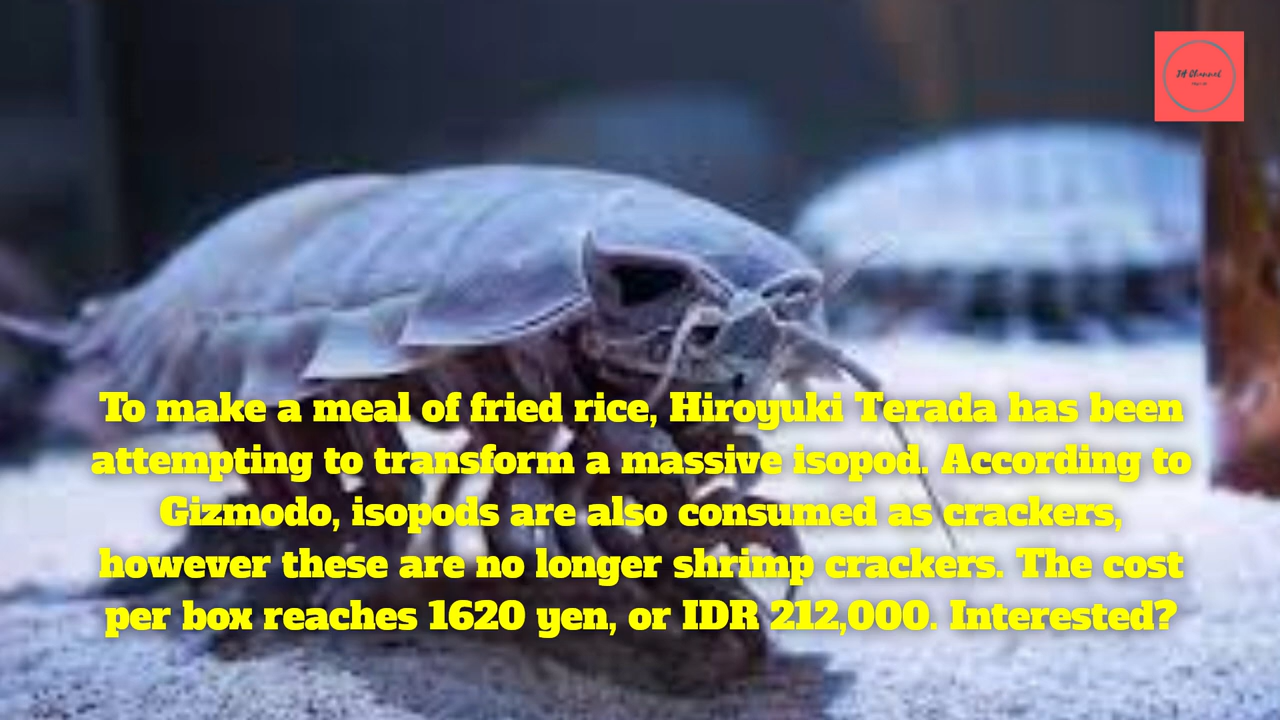 14 Channel
To make a meal of fried rice, Hiroyuki Terada has been
attempting to transform a massive isopod. According to
Gizmodo, isopods are also consumed as crackers,
however these are no longer shrimp crackers. The cost
per box reaches 1620 yen, or IDR 212,000. Interested?